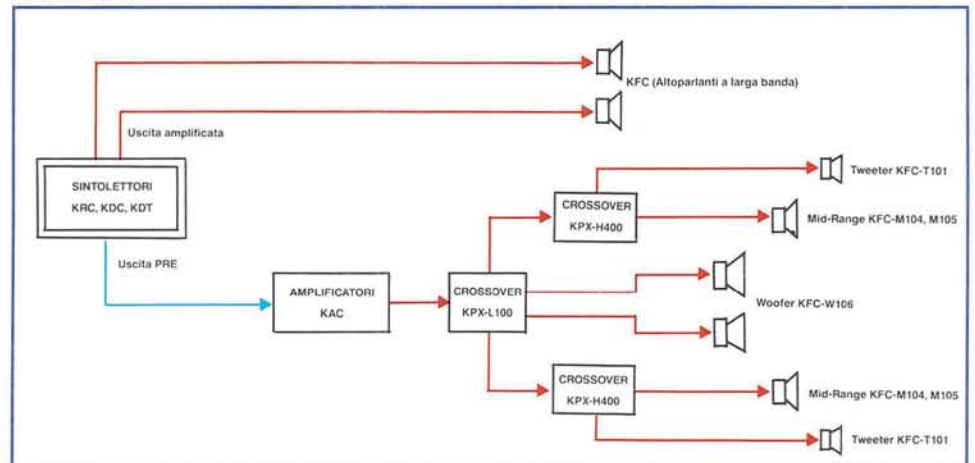 KFC (Altoparlanti a larga banda)
Uscita amplificata
SINTOLETTORI
KRC, KDC, KDT
Tweeter KFC-T101
CROSSOVER
KPX-H400
Mid-Range KFC-M104, M105
Uscita PRE
AMPLIFICATORI
KAC
CROSSOVER
KPX-L100
Woofer KFC-W106
CROSSOVER
KPX-H400
Mid-Range KFC-M104, M105
Tweeter KFC-T101